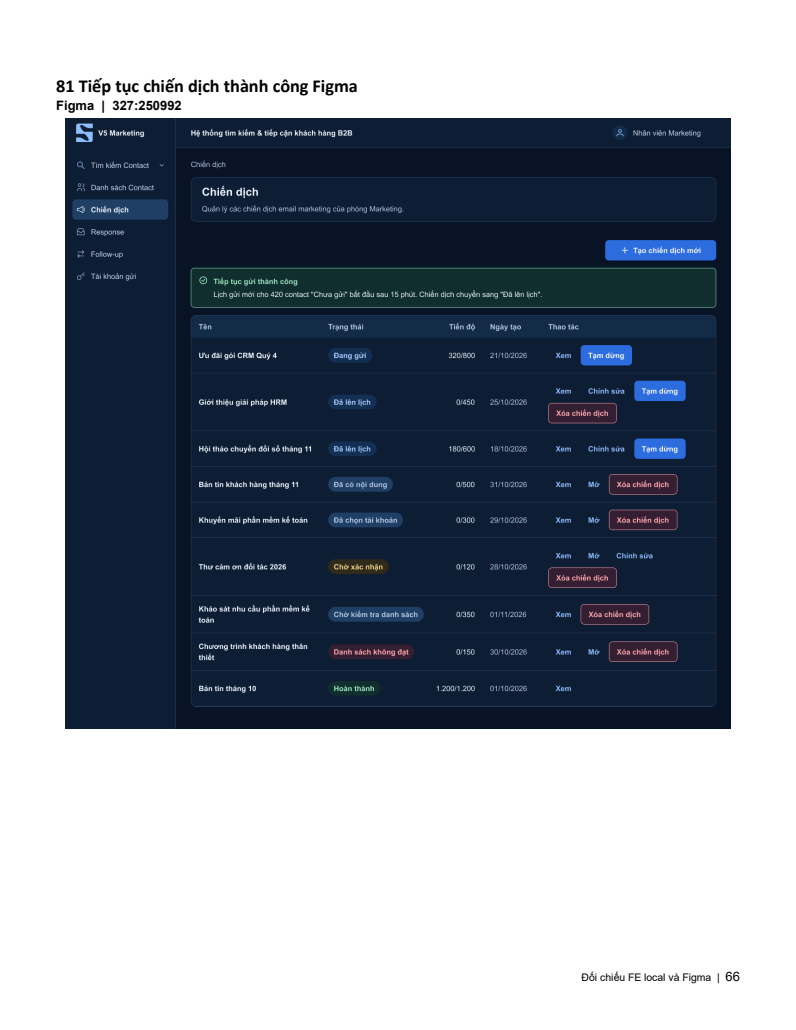 81 Tiếp tục chiến dịch thành công Figma
Figma | 327:250992
V5 Marketing
Hệ thống tìm kiếm & tiếp cận khách hàng B2B
Nhân viên Marketing
Tìm kiếm Contact
Danh sách Contact
Chiến dịch
Response
Follow-up
Tài khoản gửi
Chiến dịch
Chiến dịch
Quản lý các chiến dịch email marketing của phòng Marketing.
+ Tạo chiến dịch mới
Tiếp tục gửi thành công
Lịch gửi mới cho 420 contact "Chưa gửi" bắt đầu sau 15 phút. Chiến dịch chuyển sang "Đã lên lịch".
Tên Trạng thái Tiến độ Ngày tạo Thao tác
Ưu đãi gói CRM Quý 4 Đang gửi 320/800 21/10/2026 Xem Tạm dừng
Giới thiệu giải pháp HRM Đã lên lịch 0/450 25/10/2026 Xem Chỉnh sửa Tạm dừng
Xóa chiến dịch
Hội thảo chuyển đổi số tháng 11 Đã lên lịch 180/600 18/10/2026 Xem Chỉnh sửa Tạm dừng
Bản tin khách hàng tháng 11 Đã có nội dung 0/500 31/10/2026 Xem Mở Xóa chiến dịch
Khuyến mãi phần mềm kế toán Đã chọn tài khoản 0/300 29/10/2026 Xem Mở Xóa chiến dịch
Thư cảm ơn đối tác 2026 Chờ xác nhận 0/120 28/10/2026 Xem Mở Chỉnh sửa
Xóa chiến dịch
Khảo sát nhu cầu phần mềm kế
toán Chờ kiểm tra danh sách 0/350 01/11/2026 Xem Xóa chiến dịch
Chương trình khách hàng thân
thiết Danh sách không đạt 0/150 30/10/2026 Xem Mở Xóa chiến dịch
Bản tin tháng 10 Hoàn thành 1.200/1.200 01/10/2026 Xem
Đối chiếu FE local và Figma | 66